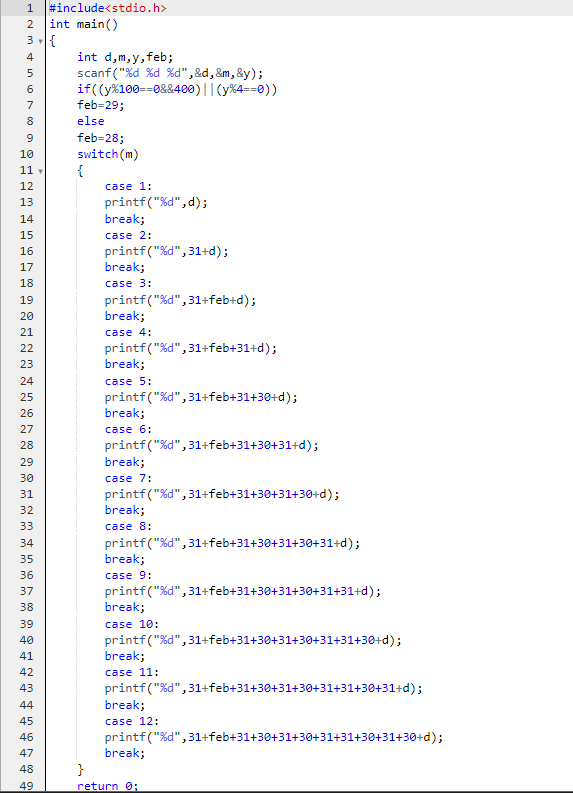 1 #include<stdio.h>
2 int main()
3 {
4 int d,m,y,feb;
5 scanf("%d %d %d",&d,&m,&y);
6 if((y%100==0&&400)||(y%4==0))
7 feb=29;
8 else
9 feb=28;
10 switch(m)
11 {
12 case 1:
13 printf("%d",d);
14 break;
15 case 2:
16 printf("%d",31+d);
17 break;
18 case 3:
19 printf("%d",31+feb+d);
20 break;
21 case 4:
22 printf("%d",31+feb+31+d);
23 break;
24 case 5:
25 printf("%d",31+feb+31+30+d);
26 break;
27 case 6:
28 printf("%d",31+feb+31+30+31+d);
29 break;
30 case 7:
31 printf("%d",31+feb+31+30+31+30+d);
32 break;
33 case 8:
34 printf("%d",31+feb+31+30+31+30+31+d);
35 break;
36 case 9:
37 printf("%d",31+feb+31+30+31+30+31+31+d);
38 break;
39 case 10:
40 printf("%d",31+feb+31+30+31+30+31+31+30+d);
41 break;
42 case 11:
43 printf("%d",31+feb+31+30+31+30+31+31+30+31+d);
44 break;
45 case 12:
46 printf("%d",31+feb+31+30+31+30+31+31+30+31+30+d);
47 break;
48 }
49 return 0;